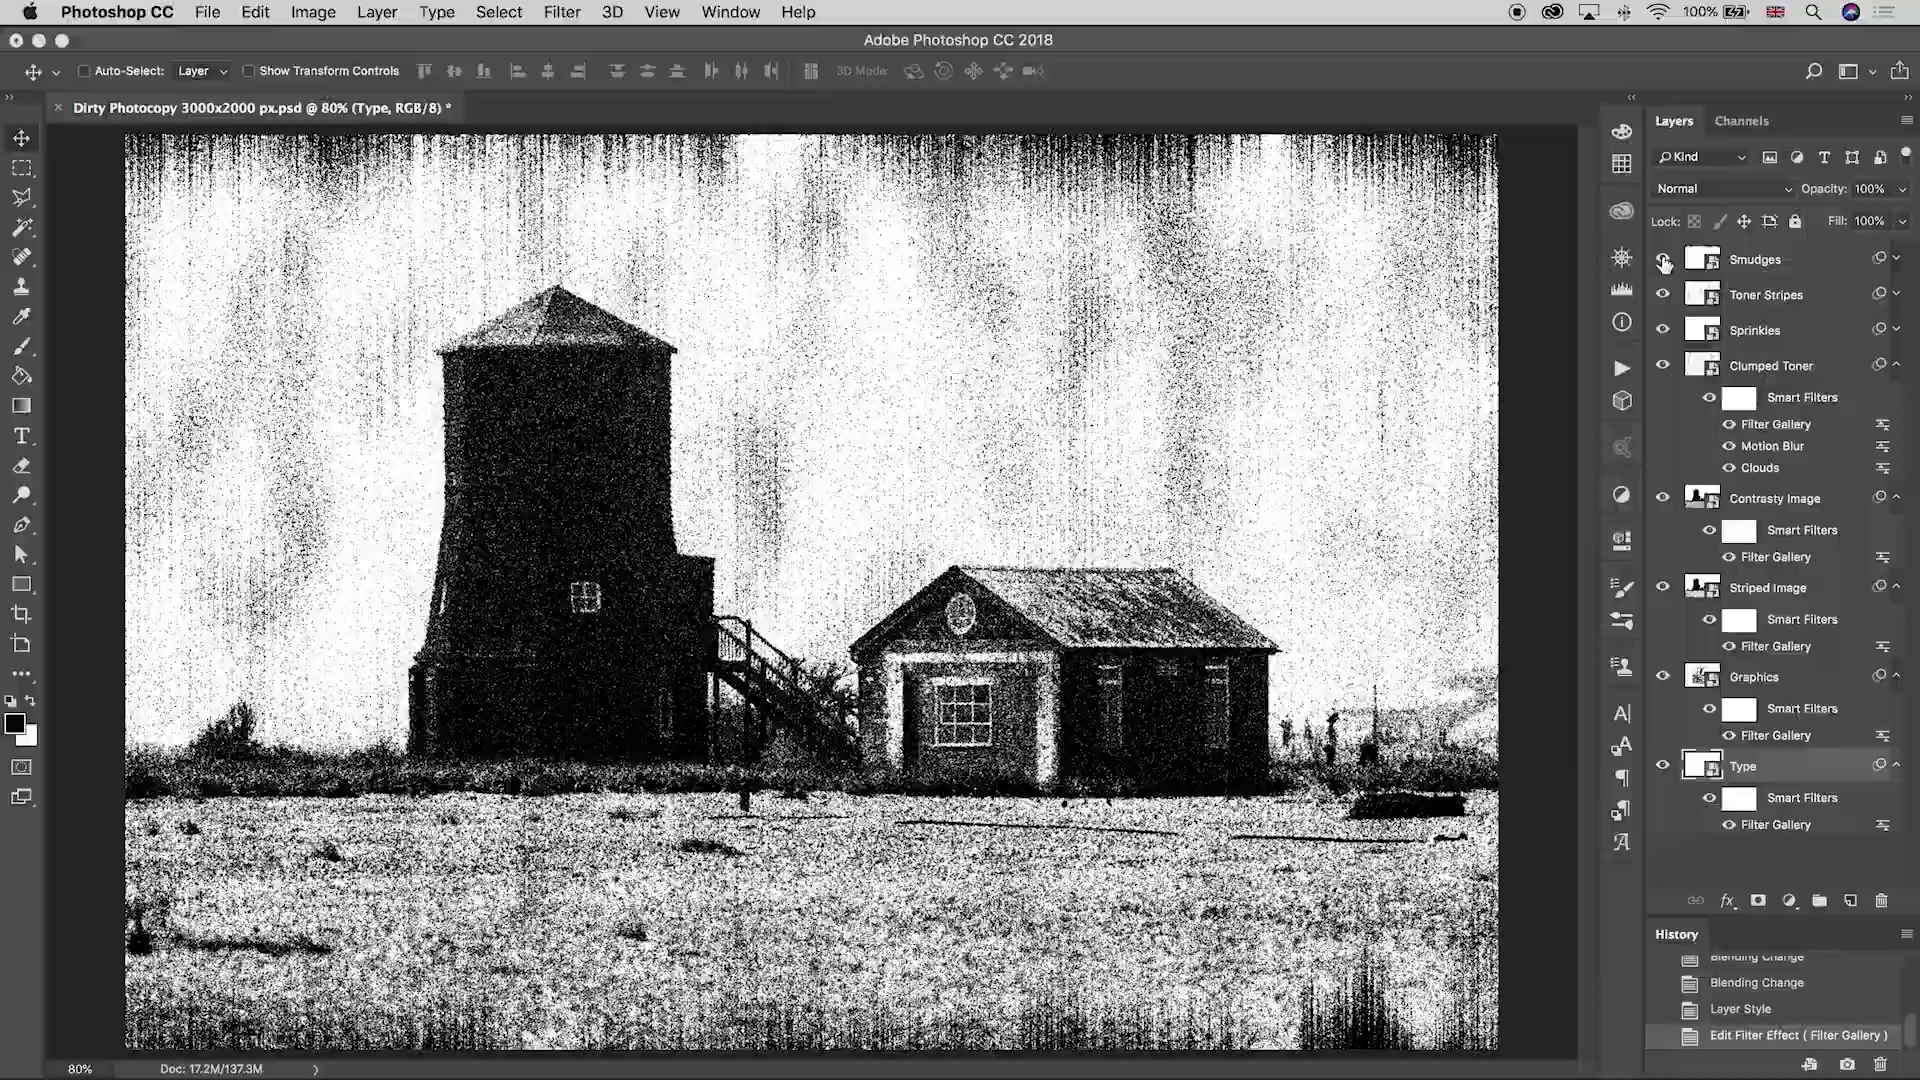 Photoshop CC File Edit Image Layer Type Select Filter 3D View Window Help 100%
Adobe Photoshop CC 2018
Auto-Select: Layer Show Transform Controls 3D Mode:
Dirty Photocopy 3000x2000 px.psd @ 80% (Type, RGB/8) *
Layers Channels
Kind
Normal Opacity: 100%
Lock: Fill: 100%
Smudges
Toner Stripes
Sprinkles
Clumped Toner
Smart Filters
Filter Gallery
Motion Blur
Clouds
Contrasty Image
Smart Filters
Filter Gallery
Striped Image
Smart Filters
Filter Gallery
Graphics
Smart Filters
Filter Gallery
Type
Smart Filters
Filter Gallery
History
Blending Change
Blending Change
Layer Style
Edit Filter Effect ( Filter Gallery )
80% Doc: 17.2M/137.3M